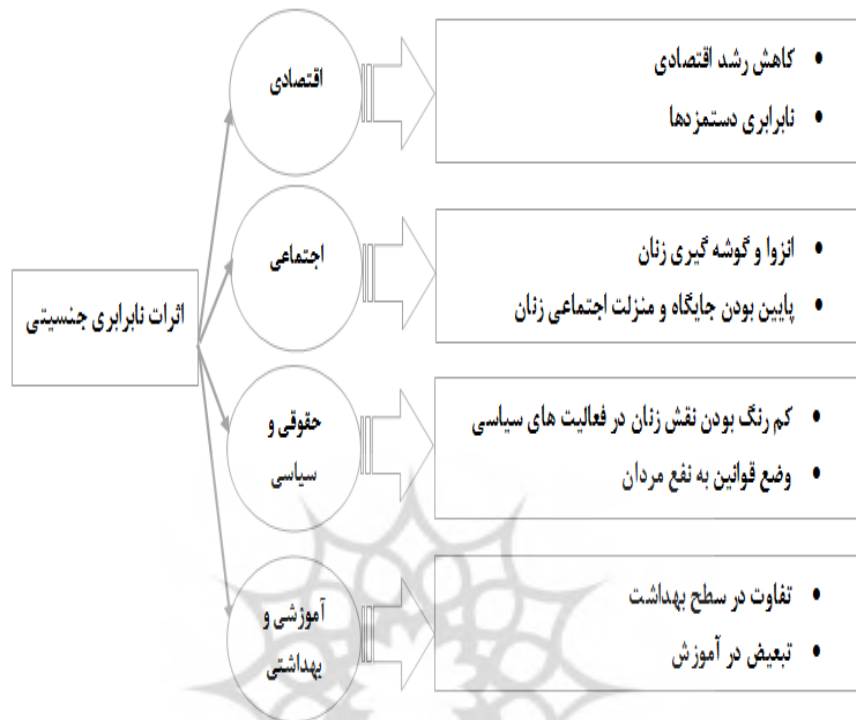 اثرات نابرابری جنسیتی
اقتصادی
• کاهش رشد اقتصادی
• نابرابری دستمزدها
اجتماعی
• انزوا و گوشه گیری زنان
• پایین بودن جایگاه و منزلت اجتماعی زنان
حقوقی و
سیاسی
• کم رنگ بودن نقش زنان در فعالیت های سیاسی
• وضع قوانین به نفع مردان
آموزشی و
بهداشتی
• تفاوت در سطح بهداشت
• تبعیض در آموزش